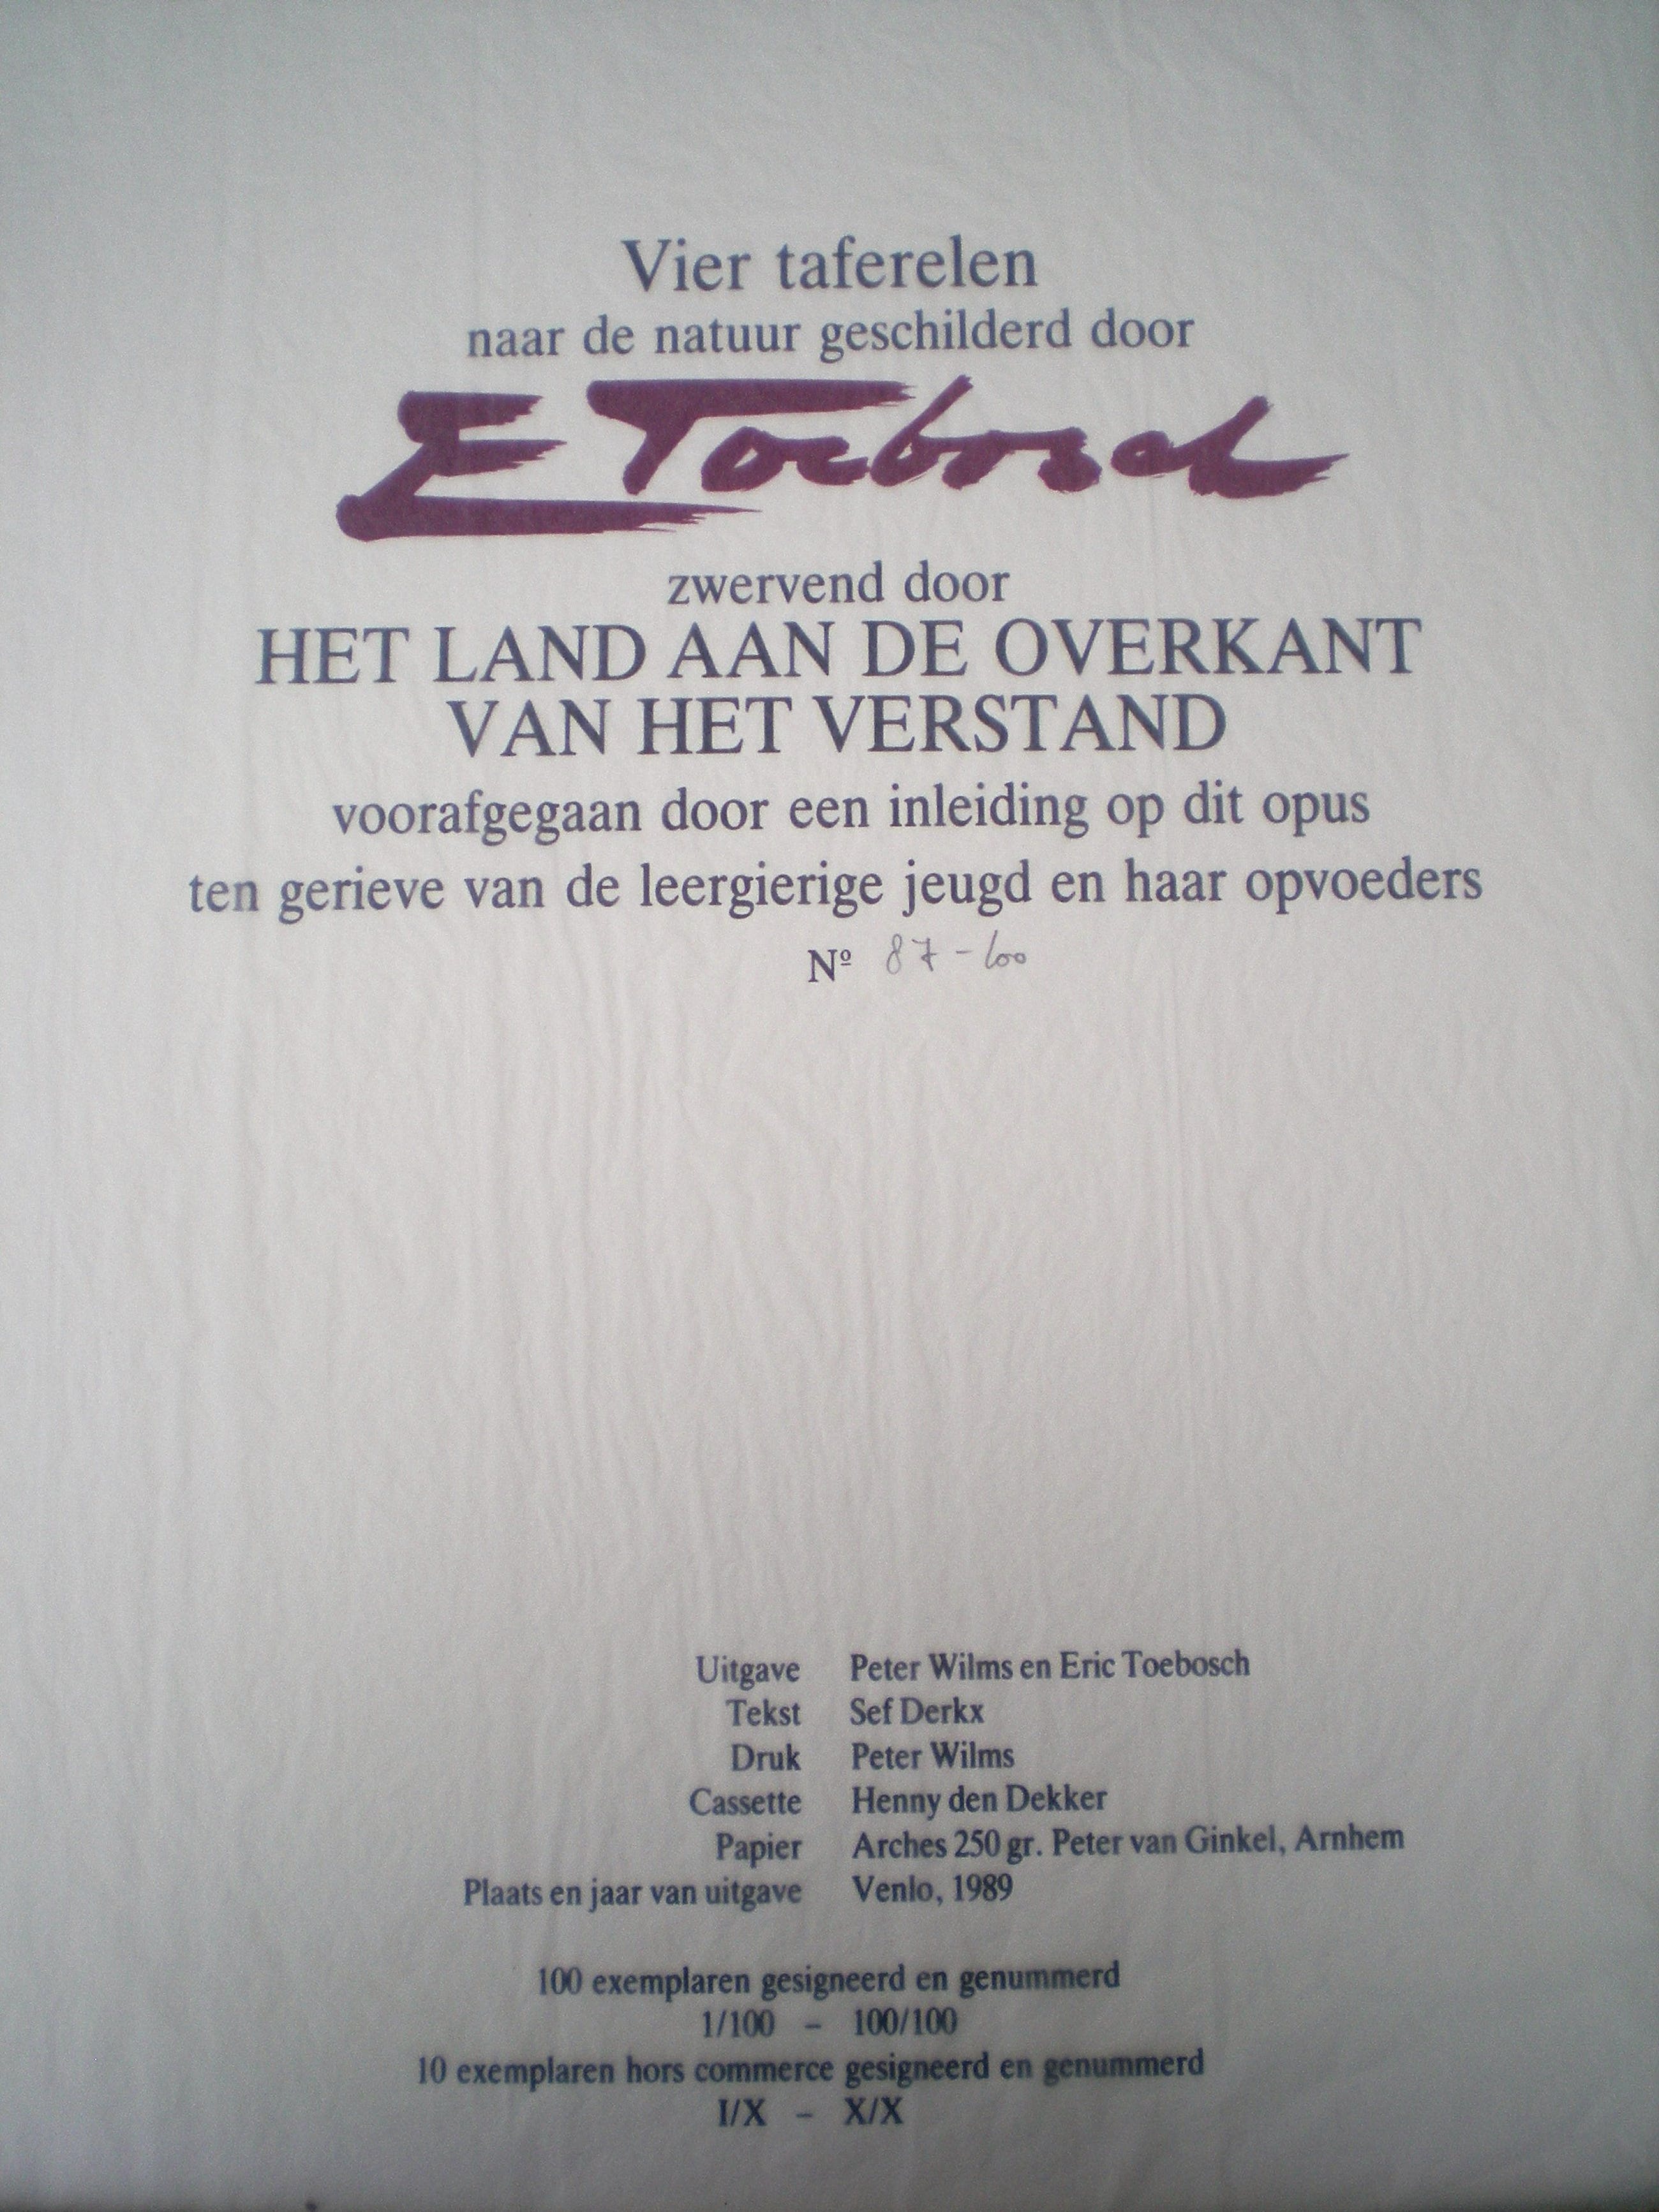 Vier taferelen
naar de natuur geschilderd door
E Toebosch
zwervend door
HET LAND AAN DE OVERKANT
VAN HET VERSTAND
voorafgegaan door een inleiding op dit opus
ten gerieve van de leergierige jeugd en haar opvoeders
Nº 87-100
Uitgave Peter Wilms en Eric Toebosch
Tekst Sef Derkx
Druk Peter Wilms
Cassette Henny den Dekker
Papier Arches 250 gr. Peter van Ginkel, Arnhem
Plaats en jaar van uitgave Venlo, 1989
100 exemplaren gesigneerd en genummerd
1/100 – 100/100
10 exemplaren hors commerce gesigneerd en genummerd
I/X – X/X